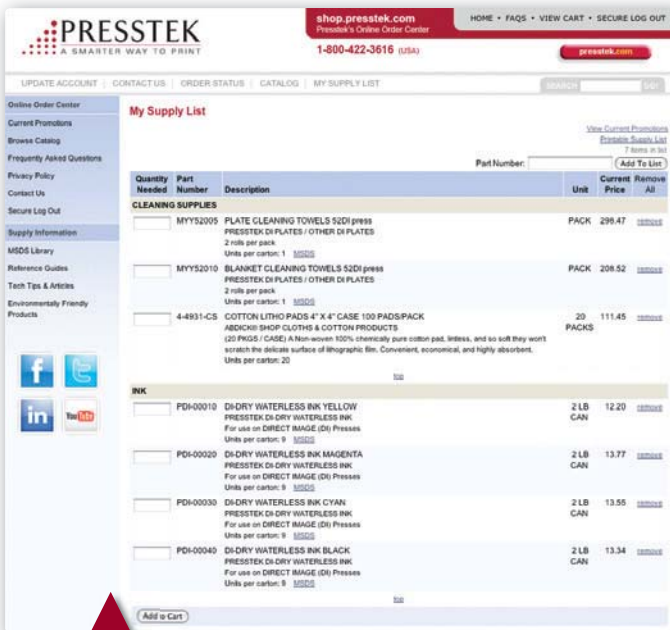 PRESSTEK
A SMARTER WAY TO PRINT
shop.presstek.com
Presstek's Online Order Center
1-800-422-3616 (USA)
HOME • FAQS • VIEW CART • SECURE LOG OUT
presstek.com
UPDATE ACCOUNT | CONTACT US | ORDER STATUS | CATALOG | MY SUPPLY LIST
SEARCH GO!
Online Order Center
Current Promotions
Browse Catalog
Frequently Asked Questions
Privacy Policy
Contact Us
Secure Log Out
Supply Information
MSDS Library
Reference Guides
Tech Tips & Articles
Environmentally Friendly
Products
f t
in You Tube
My Supply List
View Current Promotions
Printable Supply List
7 items in list
Part Number: Add To List
Quantity Needed Part Number Description Unit Current Price Remove All
CLEANING SUPPLIES
MYY52005 PLATE CLEANING TOWELS 52DI press PACK 296.47 remove
PRESSTEK DI PLATES / OTHER DI PLATES
2 rolls per pack
Units per carton: 1 MSDS
MYY52010 BLANKET CLEANING TOWELS 52DI press PACK 206.52 remove
PRESSTEK DI PLATES / OTHER DI PLATES
2 rolls per pack
Units per carton: 1 MSDS
4-4931-CS COTTON LITHO PADS 4" X 4" CASE 100 PADS/PACK 20 PACKS 111.45 remove
ABDICK® SHOP CLOTHS & COTTON PRODUCTS
(20 PKGS / CASE) A Non-woven 100% chemically pure cotton pad, lintless, and so soft they won't
scratch the delicate surface of lithographic film. Convenient, economical, and highly absorbent.
Units per carton: 20
top
INK
PDI-00010 DI-DRY WATERLESS INK YELLOW 2 LB CAN 12.20 remove
PRESSTEK DI-DRY WATERLESS INK
For use on DIRECT IMAGE (DI) Presses
Units per carton: 9 MSDS
PDI-00020 DI-DRY WATERLESS INK MAGENTA 2 LB CAN 13.77 remove
PRESSTEK DI-DRY WATERLESS INK
For use on DIRECT IMAGE (DI) Presses
Units per carton: 9 MSDS
PDI-00030 DI-DRY WATERLESS INK CYAN 2 LB CAN 13.55 remove
PRESSTEK DI-DRY WATERLESS INK
For use on DIRECT IMAGE (DI) Presses
Units per carton: 9 MSDS
PDI-00040 DI-DRY WATERLESS INK BLACK 2 LB CAN 13.34 remove
PRESSTEK DI-DRY WATERLESS INK
For use on DIRECT IMAGE (DI) Presses
Units per carton: 9 MSDS
top
Add to Cart